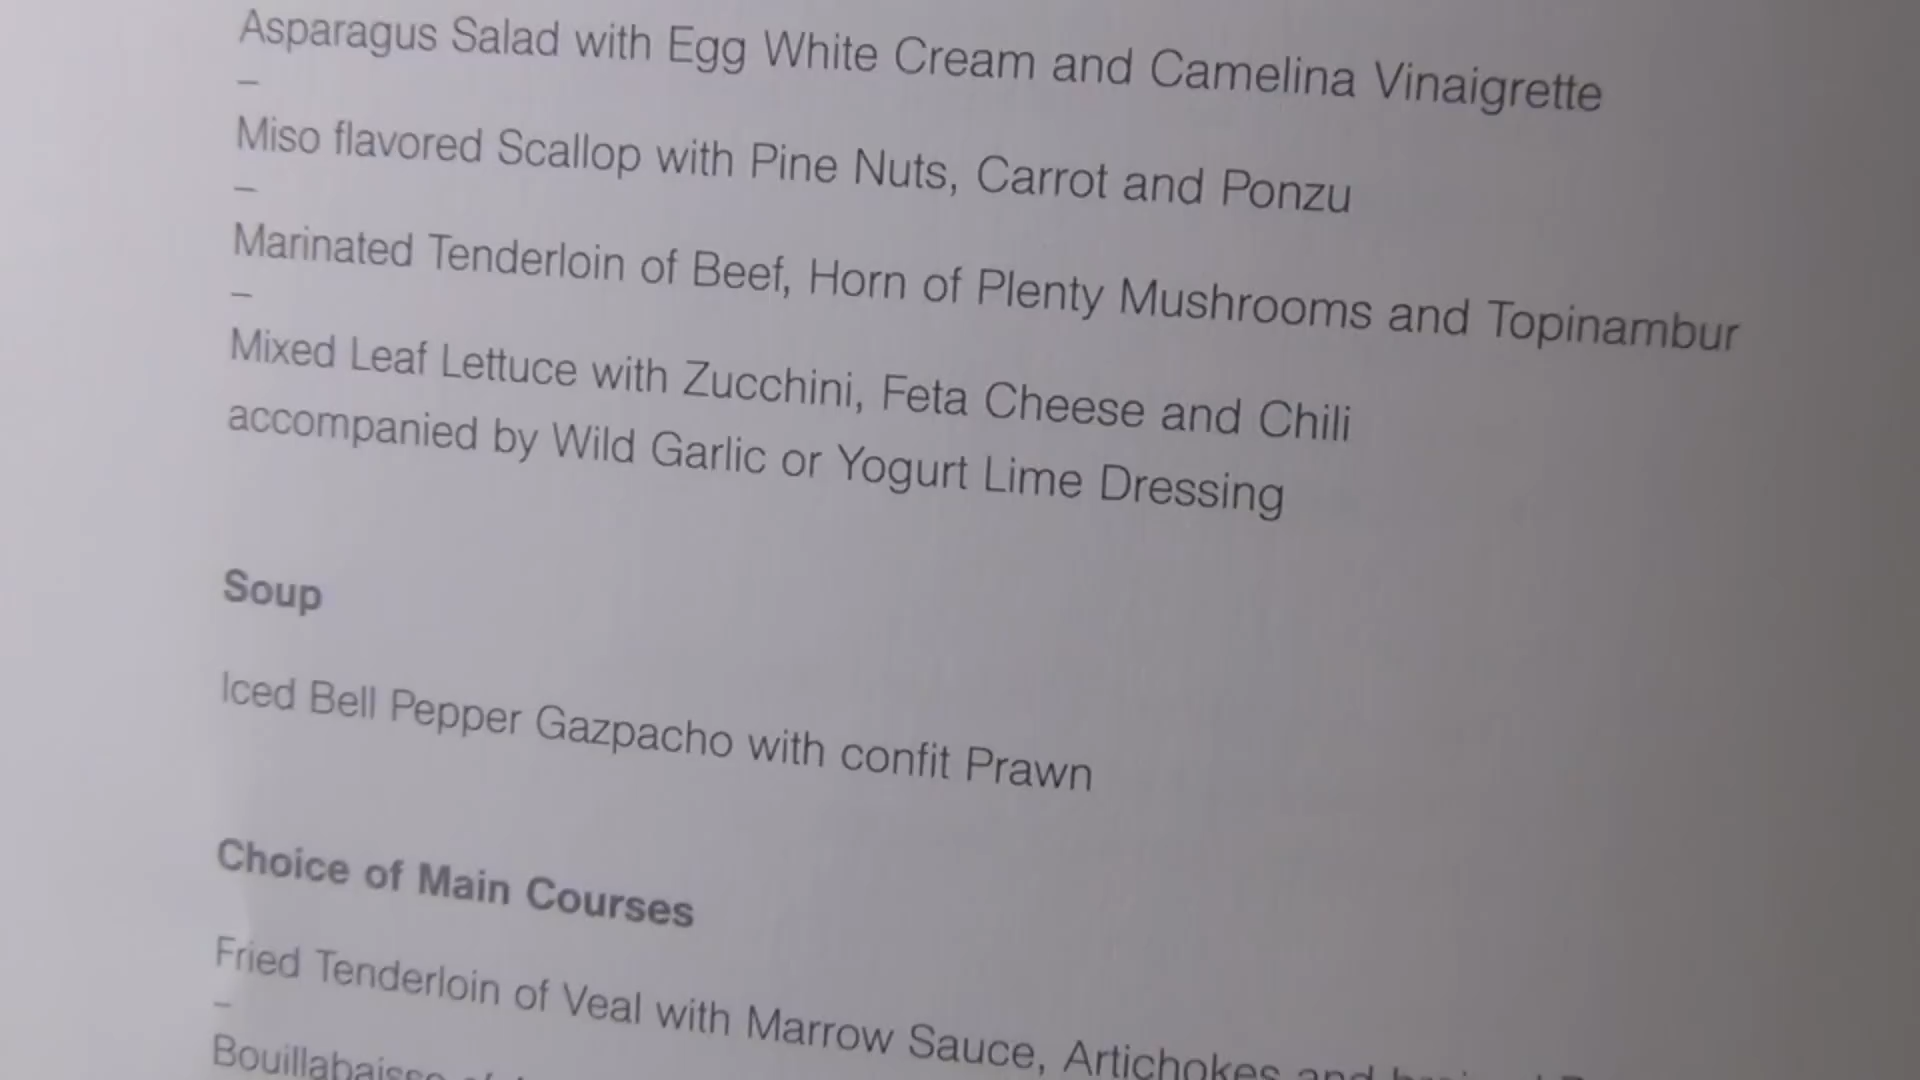 Asparagus Salad with Egg White Cream and Camelina Vinaigrette
–
Miso flavored Scallop with Pine Nuts, Carrot and Ponzu
–
Marinated Tenderloin of Beef, Horn of Plenty Mushrooms and Topinambur
–
Mixed Leaf Lettuce with Zucchini, Feta Cheese and Chili
accompanied by Wild Garlic or Yogurt Lime Dressing
Soup
Iced Bell Pepper Gazpacho with confit Prawn
Choice of Main Courses
Fried Tenderloin of Veal with Marrow Sauce, Artichokes and
–
Bouillabaisse